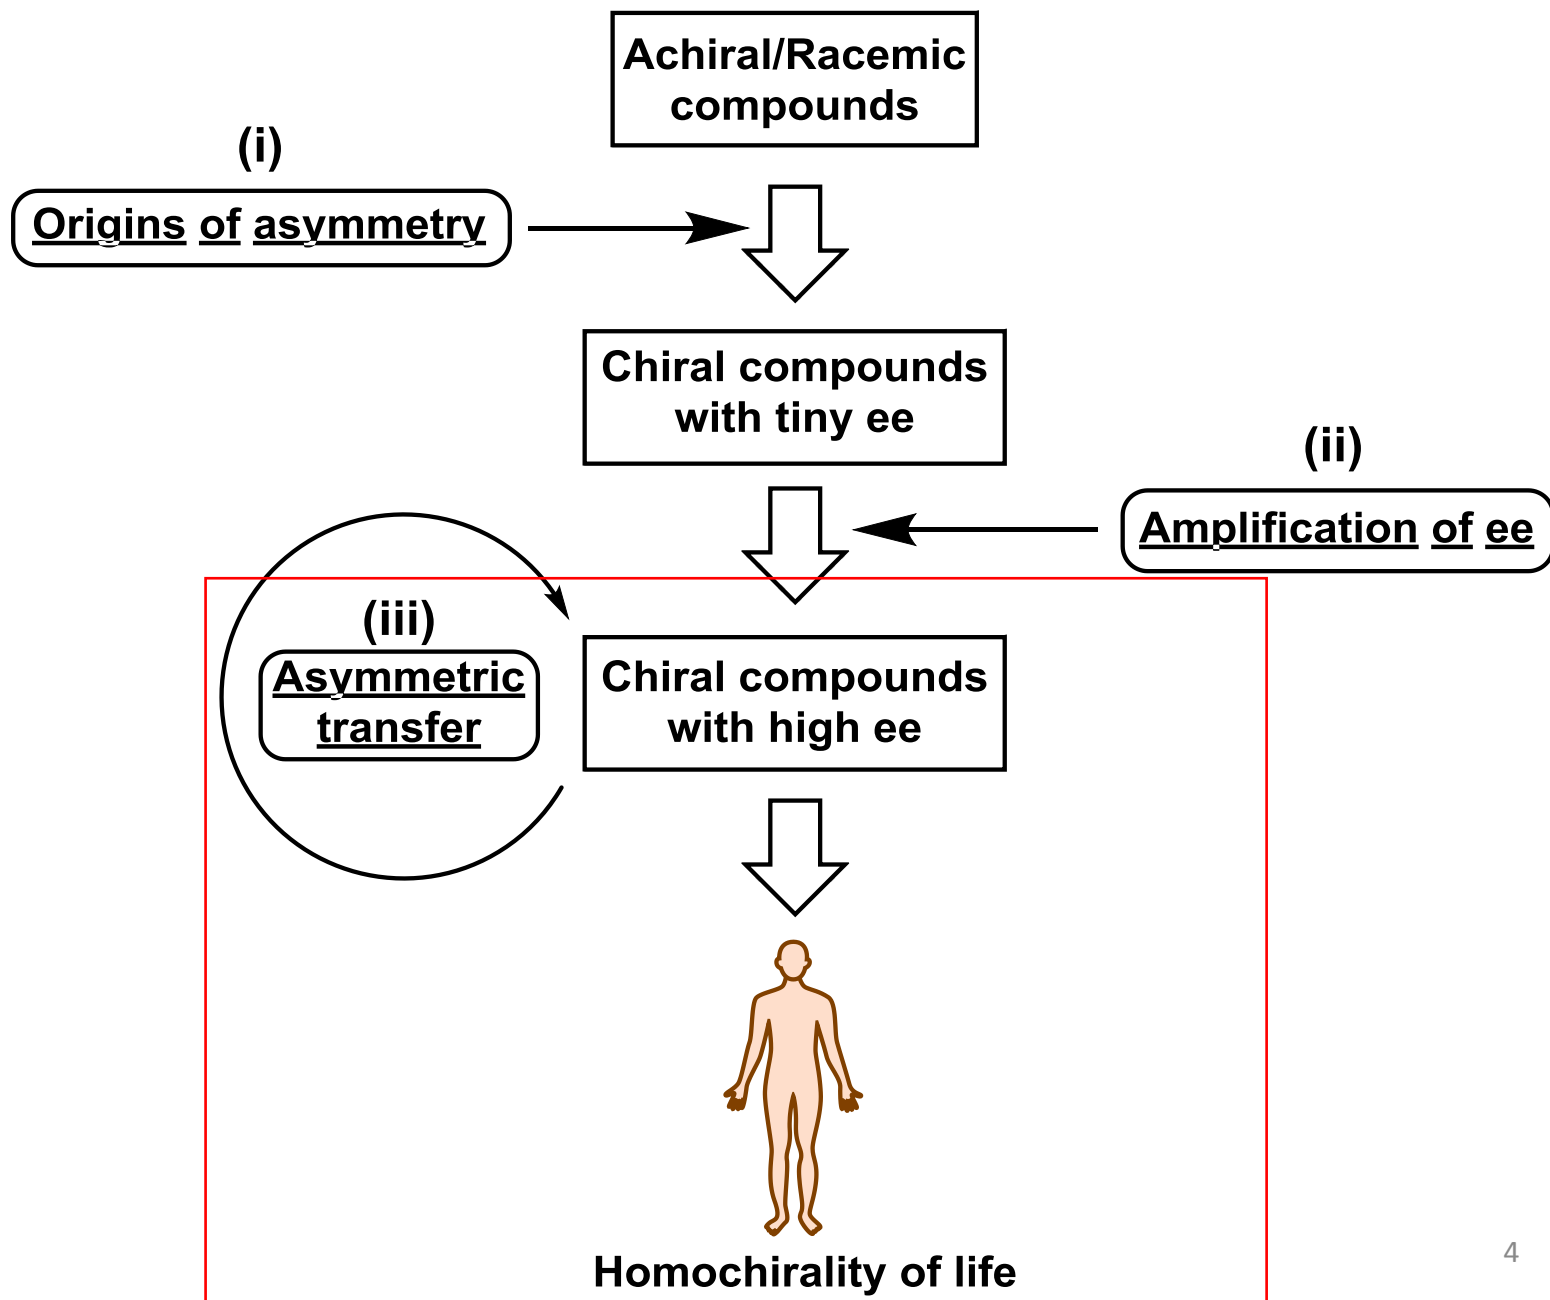 Achiral/Racemic
compounds
(i)
Origins of asymmetry
Chiral compounds
with tiny ee
(ii)
Amplification of ee
(iii)
Asymmetric
transfer
Chiral compounds
with high ee
Homochirality of life
4